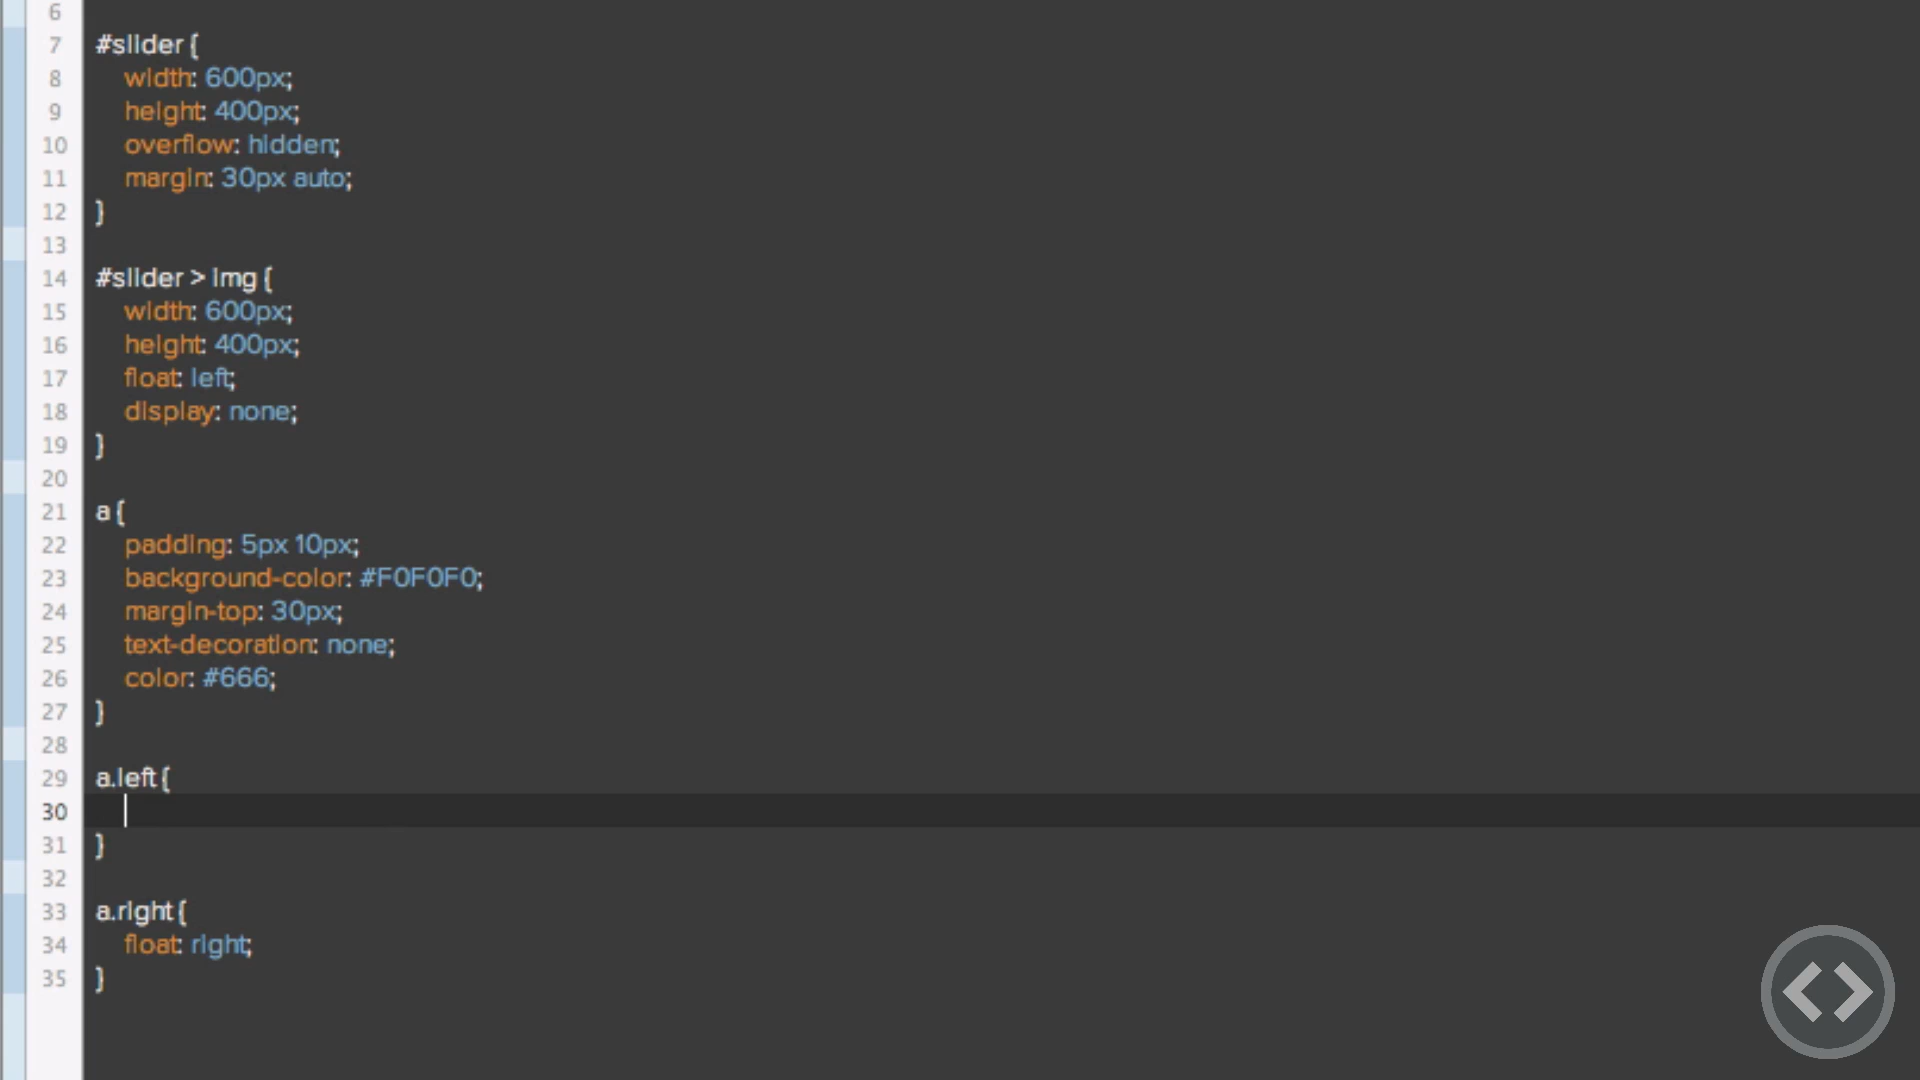 6
7 #slider {
8 width: 600px;
9 height: 400px;
10 overflow: hidden;
11 margin: 30px auto;
12 }
13
14 #slider > img {
15 width: 600px;
16 height: 400px;
17 float: left;
18 display: none;
19 }
20
21 a {
22 padding: 5px 10px;
23 background-color: #F0F0F0;
24 margin-top: 30px;
25 text-decoration: none;
26 color: #666;
27 }
28
29 a.left {
30
31 }
32
33 a.right {
34 float: right;
35 }